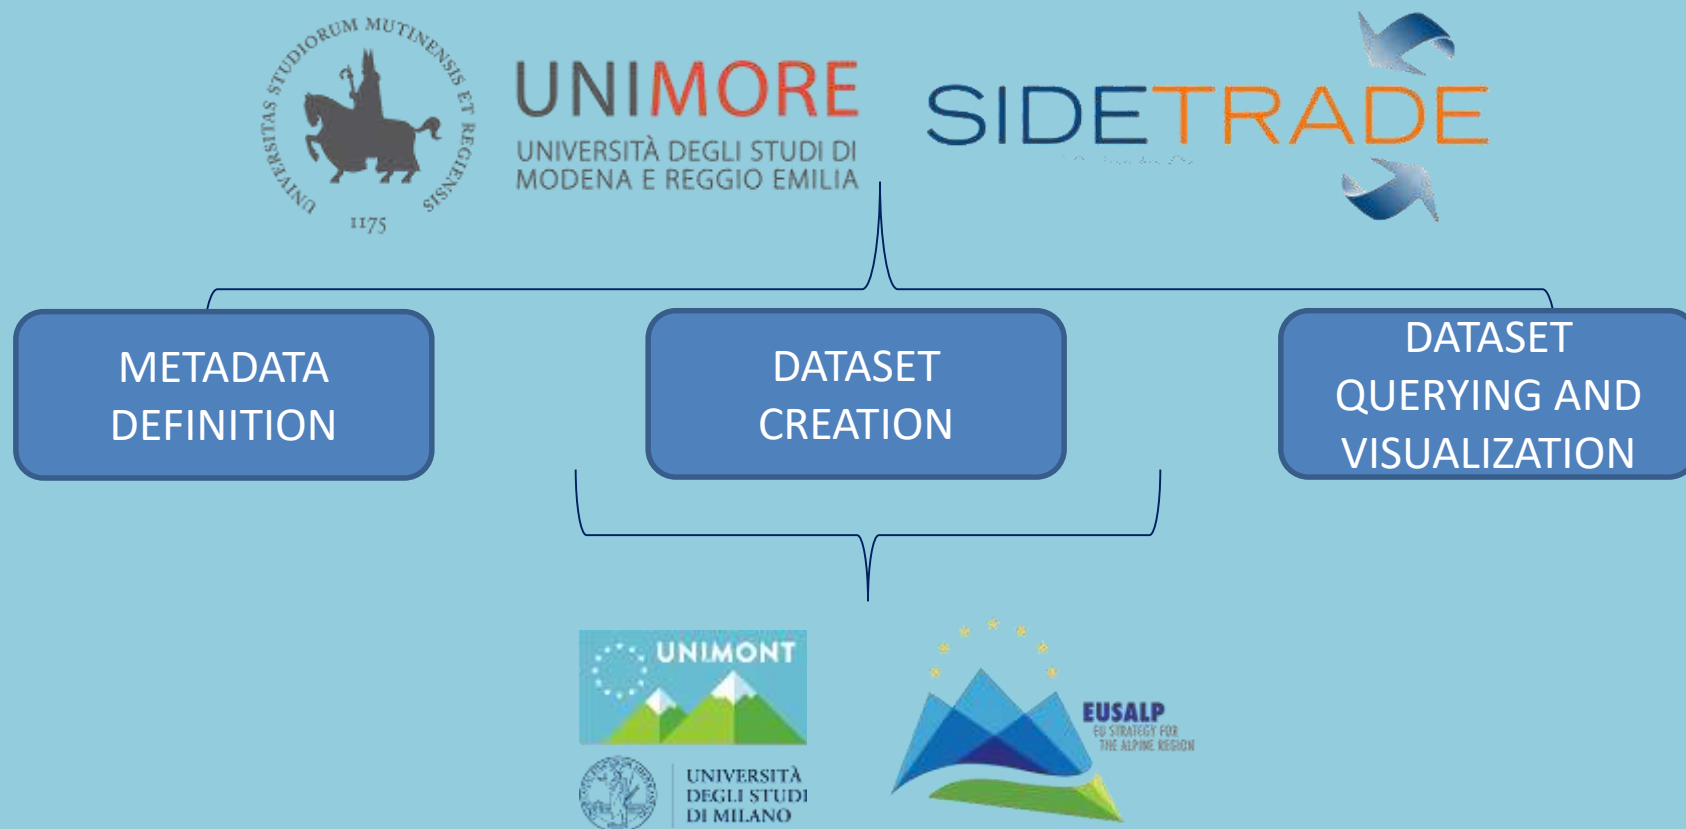 UNIVERSITAS STUDIORUM MUTINENSIS ET REGIENSIS
1175
UNIMORE
UNIVERSITÀ DEGLI STUDI DI
MODENA E REGGIO EMILIA
SIDETRADE
METADATA
DEFINITION
DATASET
CREATION
DATASET
QUERYING AND
VISUALIZATION
UNIMONT
UNIVERSITÀ
DEGLI STUDI
DI MILANO
EUSALP
EU STRATEGY FOR
THE ALPINE REGION